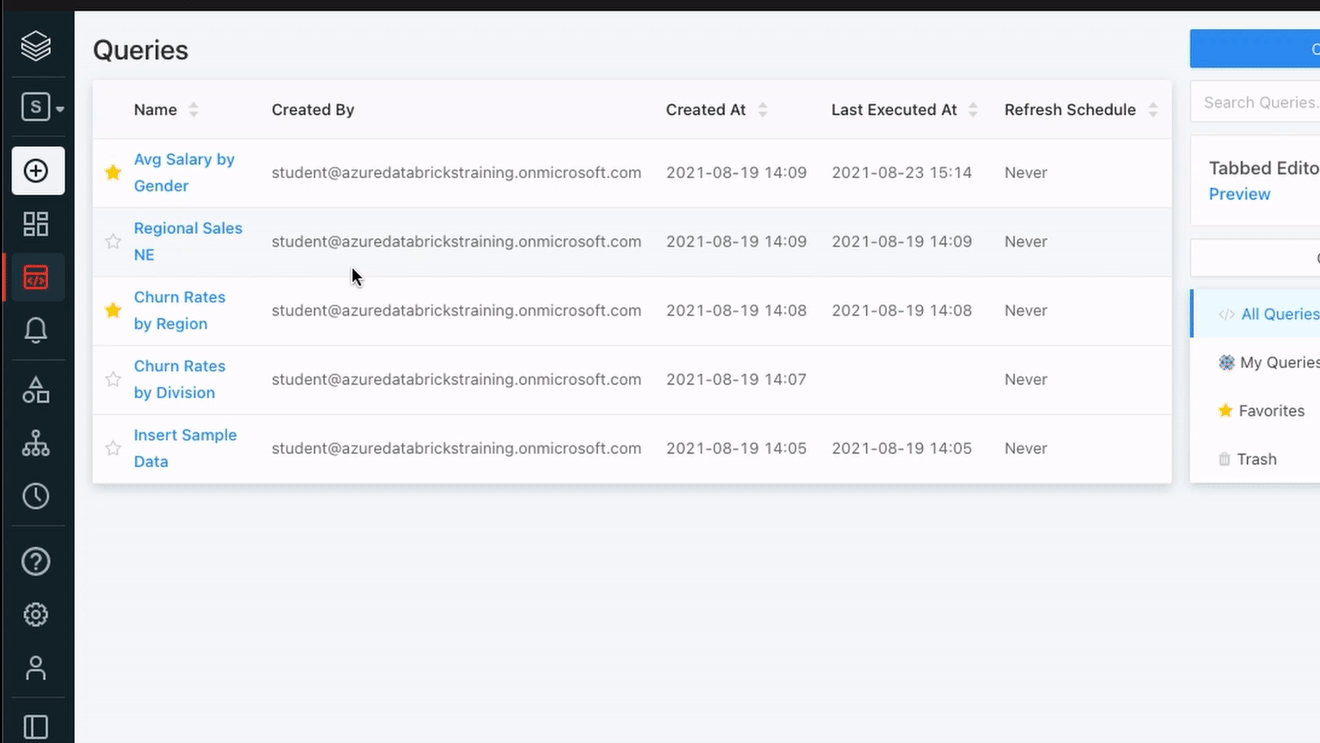 Queries
S
Name Created By Created At Last Executed At Refresh Schedule
Avg Salary by
Gender
student@azuredatabrickstraining.onmicrosoft.com 2021-08-19 14:09 2021-08-23 15:14 Never
Regional Sales
NE
student@azuredatabrickstraining.onmicrosoft.com 2021-08-19 14:09 2021-08-19 14:09 Never
Churn Rates
by Region
student@azuredatabrickstraining.onmicrosoft.com 2021-08-19 14:08 2021-08-19 14:08 Never
Churn Rates
by Division
student@azuredatabrickstraining.onmicrosoft.com 2021-08-19 14:07 Never
Insert Sample
Data
student@azuredatabrickstraining.onmicrosoft.com 2021-08-19 14:05 2021-08-19 14:05 Never
Search Queries.
Tabbed Edito
Preview
All Queries
My Queries
Favorites
Trash